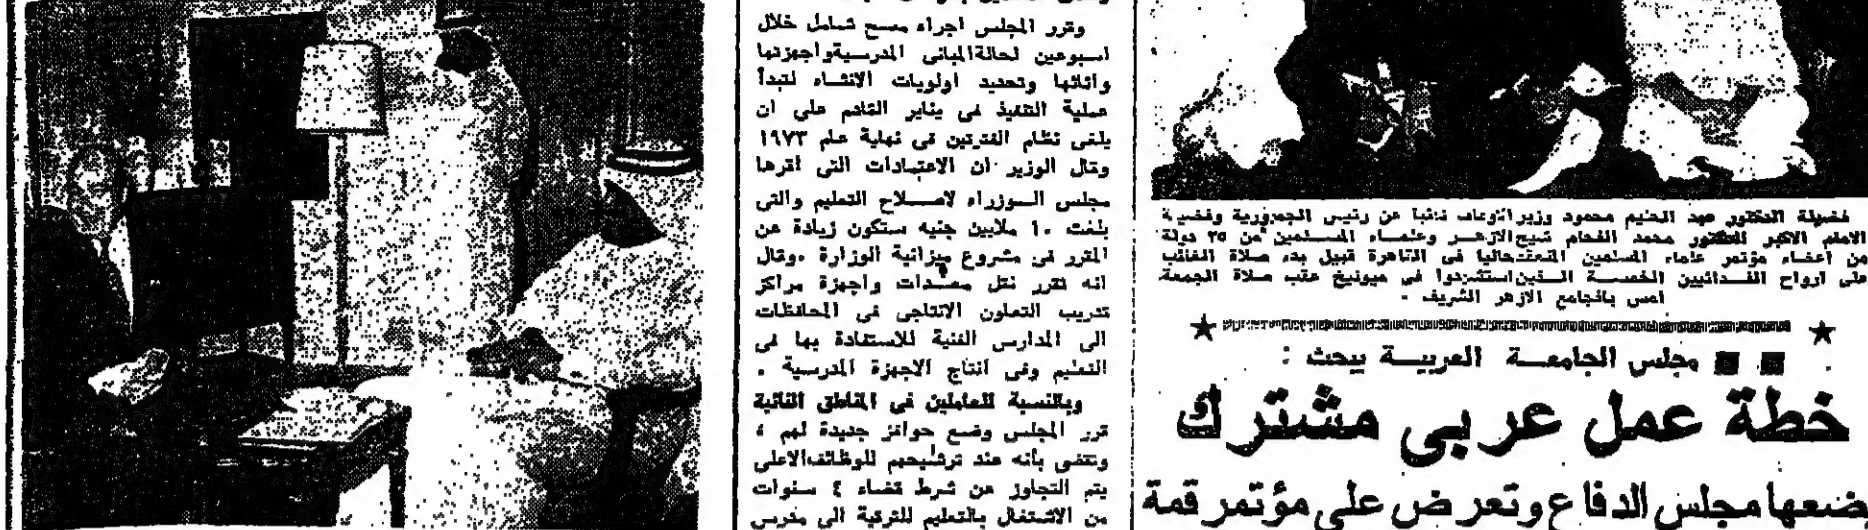 فضيلة الدكتور عبد الحليم محمود وزير الاوقاف نائبا عن رئيس الجمهورية وفضيلة
الامام الاكبر الدكتور محمد الفحام شيخ الازهر وعلماء المسلمين من ٢٥ دولة
من اعضاء مؤتمر علماء المسلمين المنعقد حاليا فى القاهرة قبيل بدء صلاة الغائب
على ارواح الفدائيين الخمسة الذين استشهدوا فى ميونيخ عقب صلاة الجمعة
امس بالجامع الازهر الشريف .
مجلس الجامعة العربية يبحث :
خطة عمل عربى مشترك
ضعها مجلس الدفاع وتعرض على مؤتمر قمة
وقرر المجلس اجراء مسح شامل خلال
اسبوعين لحالة المبانى المدرسية واجهزتها
واثاثها وتحديد اولويات الانشاء لتبدأ
عملية التنفيذ فى يناير القادم على ان
يلغى نظام الفترتين فى نهاية عام ١٩٧٣
وقال الوزير ان الاعتمادات التى اقرها
مجلس الوزراء لاصلاح التعليم والتى
بلغت ١٠ ملايين جنيه ستكون زيادة عن
المقرر فى مشروع ميزانية الوزارة . وقال
انه تقرر نقل معدات واجهزة مراكز
تدريب التعاون الانتاجى فى المحافظات
الى المدارس الفنية للاستفادة بها فى
التعليم وفى انتاج الاجهزة المدرسية .
وبالنسبة للعاملين فى المناطق النائية
قرر المجلس وضع حوافز جديدة لهم ،
وتقضى بأنه عند ترشيحهم للوظائف الاعلى
يتم التجاوز عن شرط قضاء ٤ سنوات
من الاشتغال بالتعليم للترقية الى مدرس